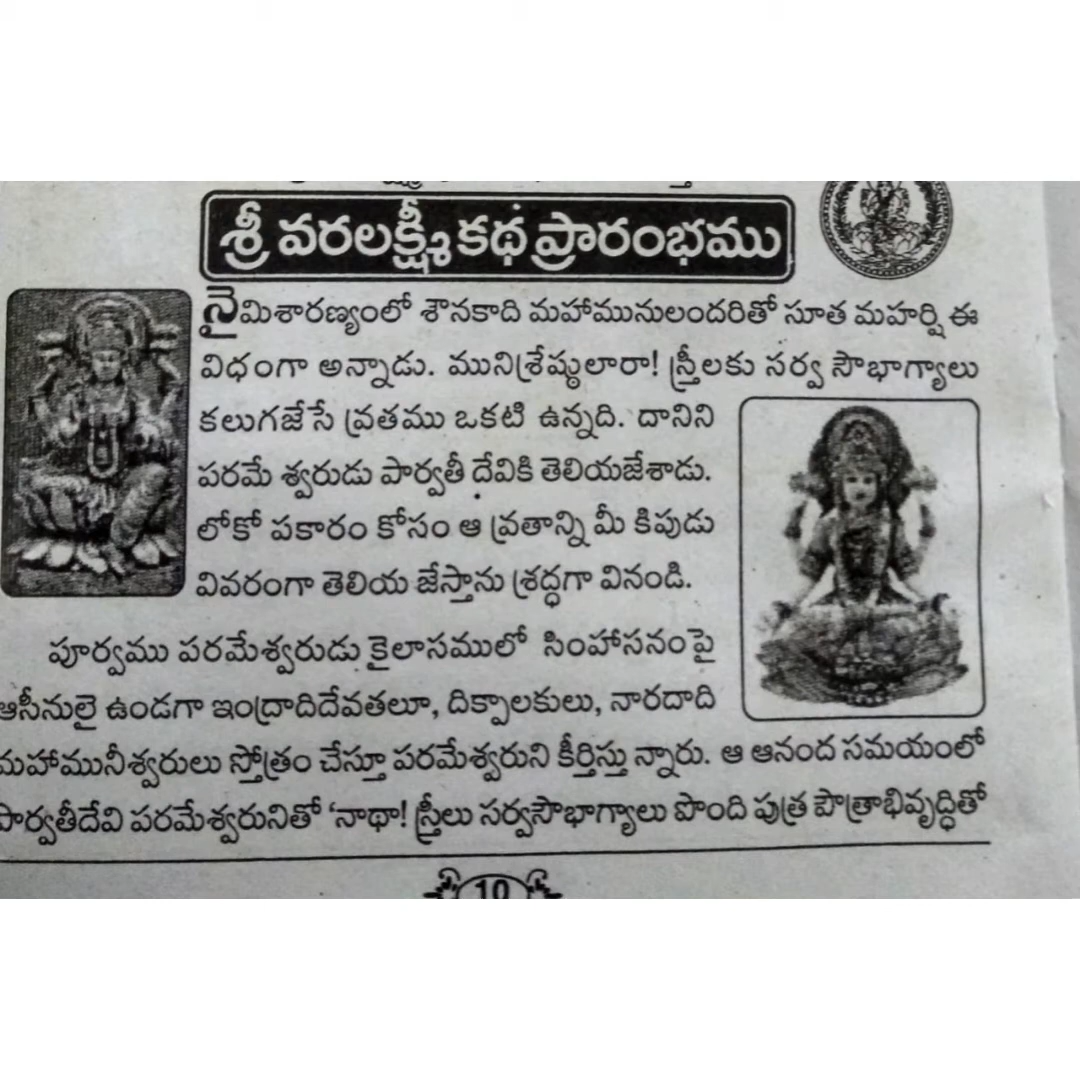 శ్రీ వరలక్ష్మీ కథ ప్రారంభము
నైమిశారణ్యంలో శౌనకాది మహామునులందరితో సూత మహర్షి ఈ
విధంగా అన్నాడు. మునిశ్రేష్ఠులారా! స్త్రీలకు సర్వ సౌభాగ్యాలు
కలుగజేసే వ్రతము ఒకటి ఉన్నది. దానిని
పరమే శ్వరుడు పార్వతీ దేవికి తెలియజేశాడు.
లోకో పకారం కోసం ఆ వ్రతాన్ని మీ కిపుడు
వివరంగా తెలియ జేస్తాను శ్రద్ధగా వినండి.
పూర్వము పరమేశ్వరుడు కైలాసములో సింహాసనంపై
ఆసీనులై ఉండగా ఇంద్రాదిదేవతలూ, దిక్పాలకులు, నారదాది
మహామునీశ్వరులు స్తోత్రం చేస్తూ పరమేశ్వరుని కీర్తిస్తు న్నారు. ఆ ఆనంద సమయంలో
పార్వతీదేవి పరమేశ్వరునితో 'నాథా! స్త్రీలు సర్వసౌభాగ్యాలు పొంది పుత్ర పౌత్రాభివృద్ధితో
10